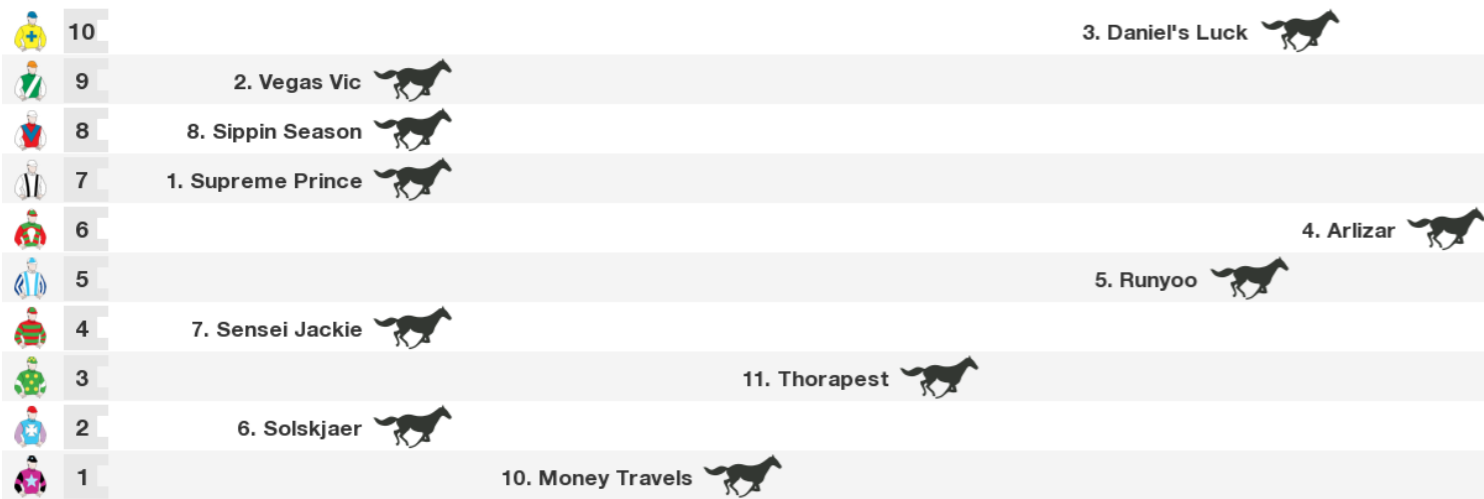 10 3. Daniel's Luck
9 2. Vegas Vic
8 8. Sippin Season
7 1. Supreme Prince
6 4. Arlizar
5 5. Runyoo
4 7. Sensei Jackie
3 11. Thorapest
2 6. Solskjaer
1 10. Money Travels